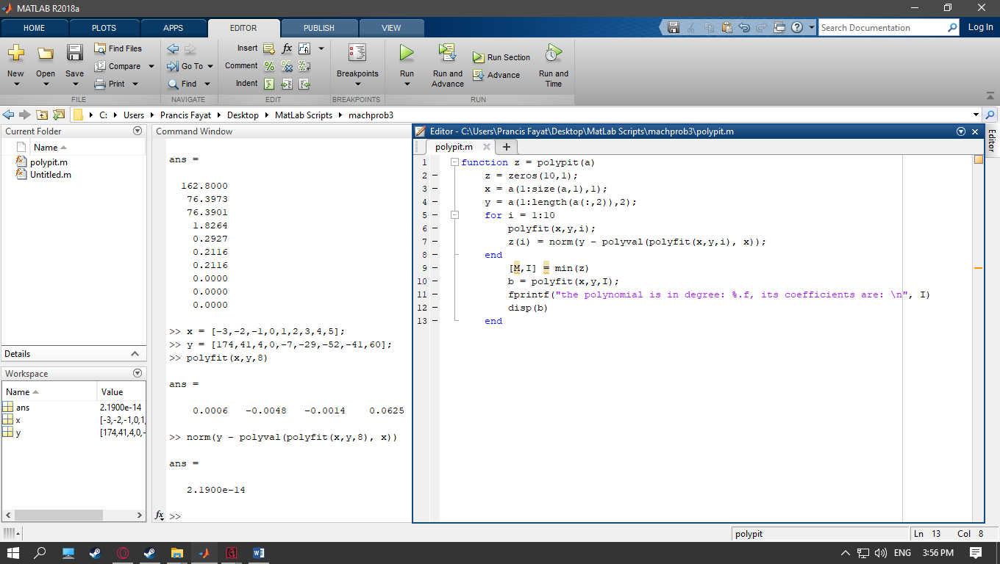 MATLAB R2018a
HOME PLOTS APPS EDITOR PUBLISH VIEW
Search Documentation Log In
New Open Save Find Files Compare Print
Go To Find
Insert fx Comment Indent
Breakpoints
Run Run and Advance Run Section Advance Run and Time
FILE NAVIGATE EDIT BREAKPOINTS RUN
C: Users Prancis Fayat Desktop MatLab Scripts machprob3
Current Folder
Name
polypit.m
Untitled.m
Details
Workspace
Name Value
ans 2.1900e-14
x [-3,-2,-1,0,1,
y [174,41,4,0,-
Command Window
ans =
162.8000
76.3973
76.3901
1.8264
0.2927
0.2116
0.2116
0.0000
0.0000
0.0000
>> x = [-3,-2,-1,0,1,2,3,4,5];
>> y = [174,41,4,0,-7,-29,-52,-41,60];
>> polyfit(x,y,8)
ans =
0.0006 -0.0048 -0.0014 0.0625
>> norm(y - polyval(polyfit(x,y,8), x))
ans =
2.1900e-14
fx >>
Editor - C:\Users\Prancis Fayat\Desktop\MatLab Scripts\machprob3\polypit.m
polypit.m
1 function z = polypit(a)
2 z = zeros(10,1);
3 x = a(1:size(a,1),1);
4 y = a(1:length(a(:,2)),2);
5 for i = 1:10
6 polyfit(x,y,i);
7 z(i) = norm(y - polyval(polyfit(x,y,i), x));
8 end
9 [M,I] = min(z)
10 b = polyfit(x,y,I);
11 fprintf("the polynomial is in degree: %.f, its coefficients are: \n", I)
12 disp(b)
13 end
Editor
polypit Ln 13 Col 8
ENG 3:56 PM